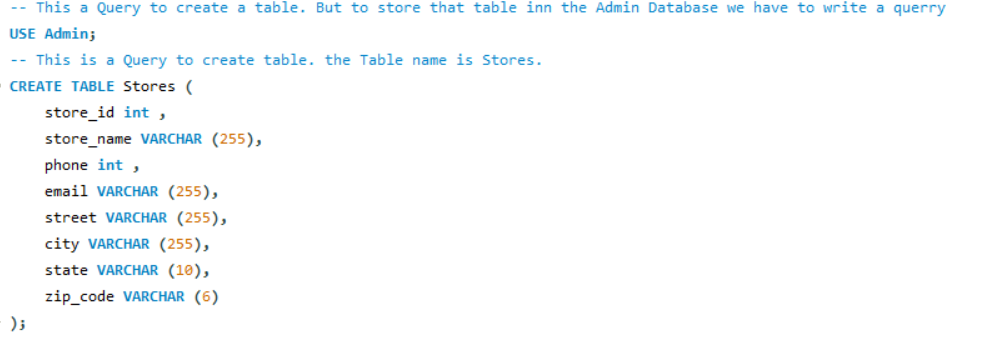 -- This a Query to create a table. But to store that table inn the Admin Database we have to write a querry
USE Admin;
-- This is a Query to create table. the Table name is Stores.
CREATE TABLE Stores (
    store_id int ,
    store_name VARCHAR (255),
    phone int ,
    email VARCHAR (255),
    street VARCHAR (255),
    city VARCHAR (255),
    state VARCHAR (10),
    zip_code VARCHAR (6)
);